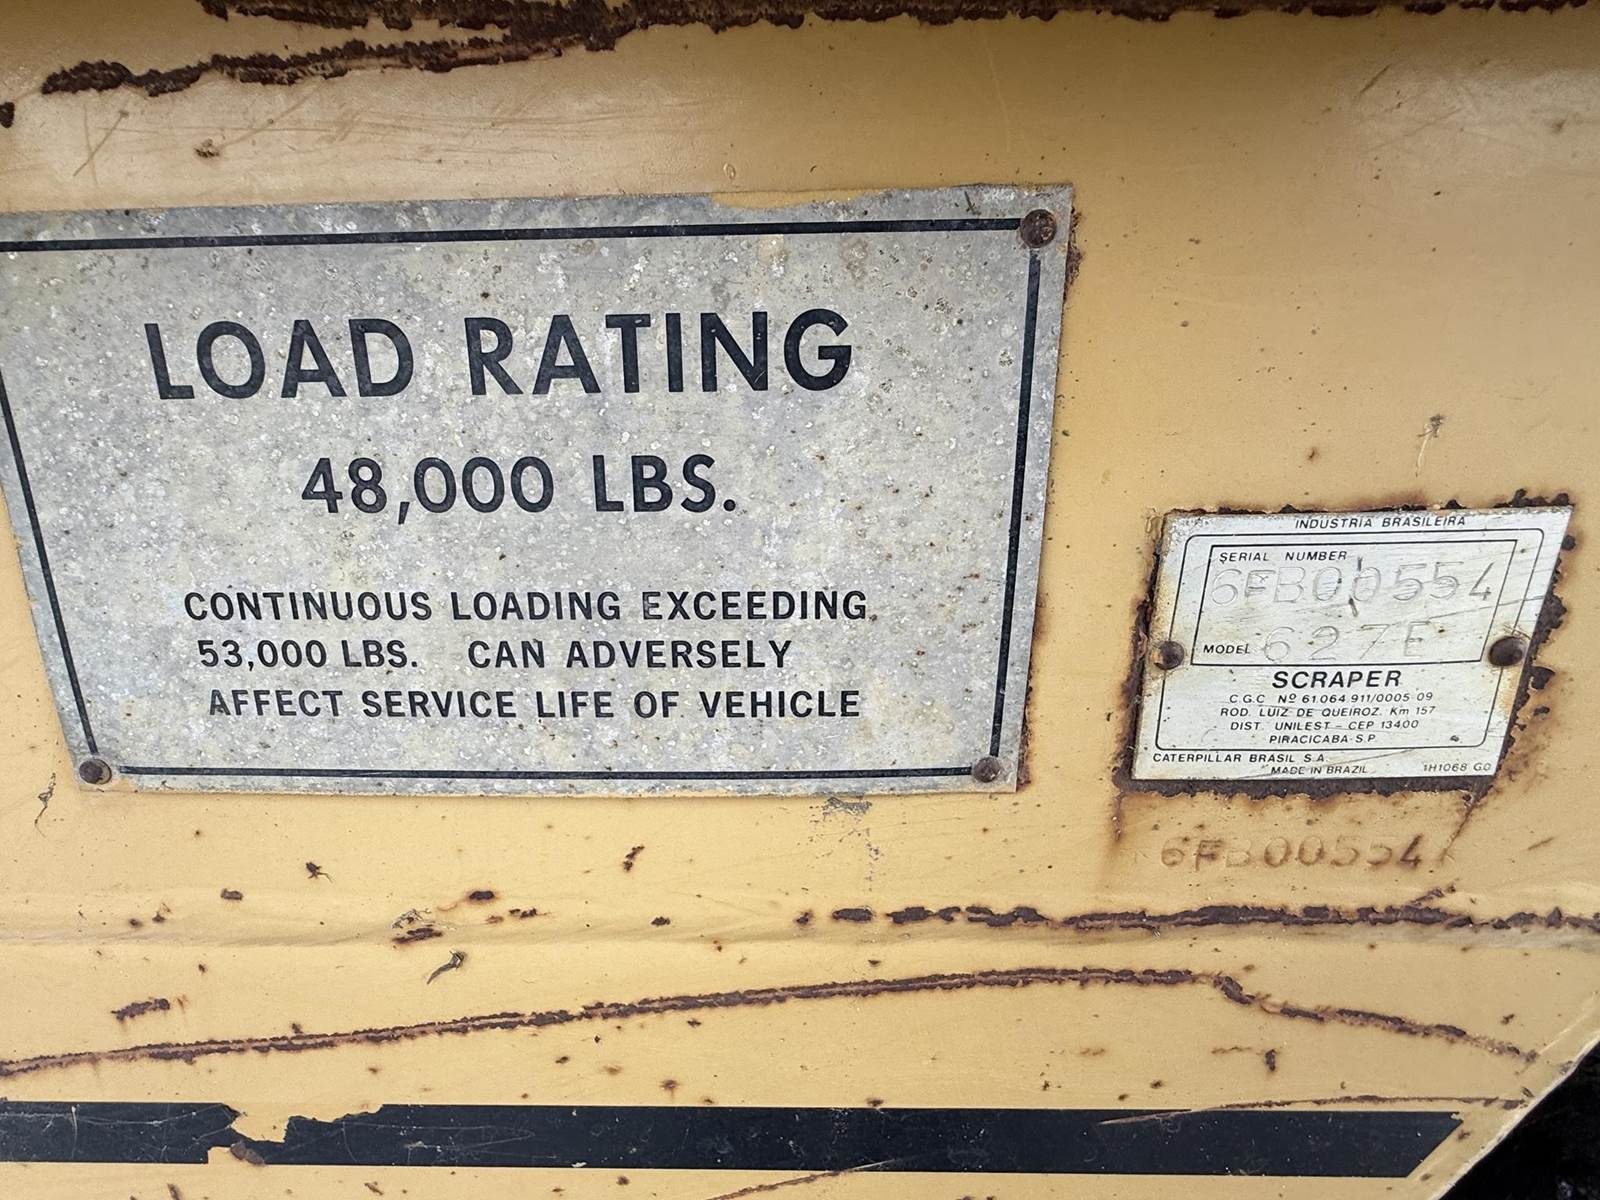 LOAD RATING
48,000 LBS.
CONTINUOUS LOADING EXCEEDING
53,000 LBS. CAN ADVERSELY
AFFECT SERVICE LIFE OF VEHICLE
INDÚSTRIA BRASILEIRA
SERIAL NUMBER
6FB00554
MODEL 627E
SCRAPER
C.G.C Nº 61.064.911/0005-09
ROD. LUIZ DE QUEIROZ, Km 157
DIST. UNILEST - CEP 13400
PIRACICABA-S.P.
CATERPILLAR BRASIL S.A.
MADE IN BRAZIL 1H1068 GO
6FB00554